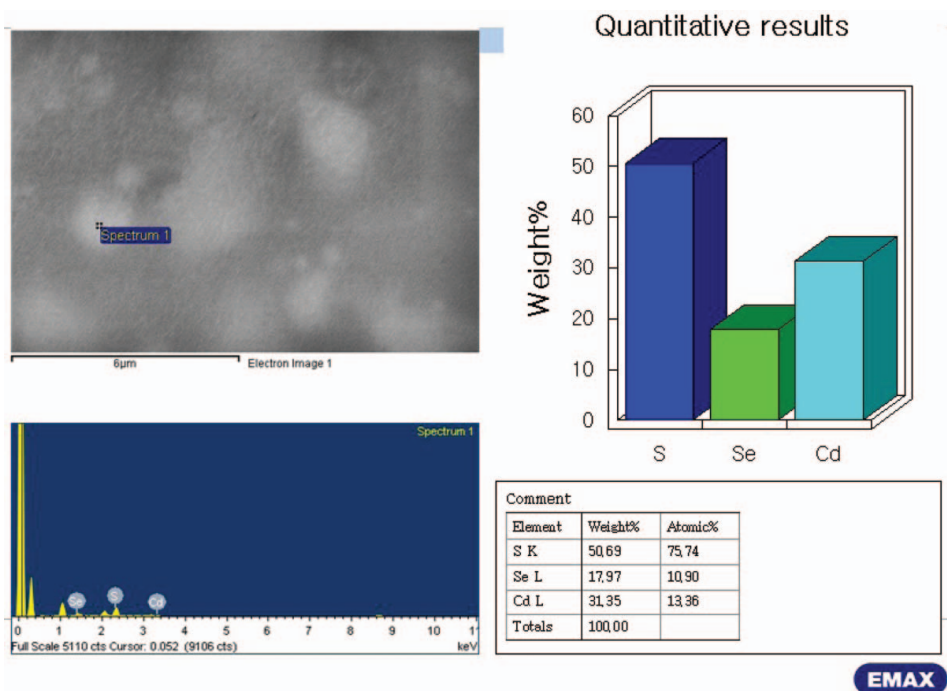 Quantitative results
Spectrum 1
6µm
Electron Image 1
Weight%
60
50
40
30
20
10
0
S
Se
Cd
Spectrum 1
Se
S
Cd
0 1 2 3 4 5 6 7 8 9 10 1
Full Scale 5110 cts Cursor: 0.052 (9106 cts)
keV
Comment
Element Weight% Atomic%
S K 50,69 75,74
Se L 17,97 10,90
Cd L 31,35 13,36
Totals 100,00
EMAX